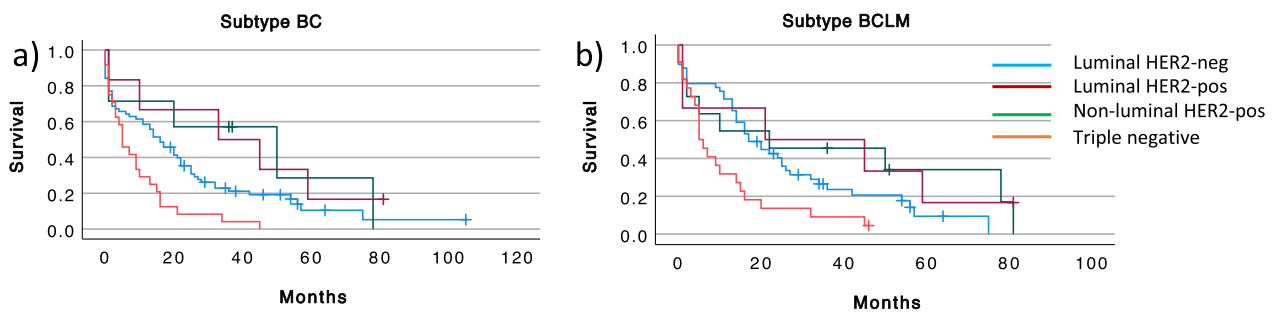 Subtype BC
a)
1.0
0.8
0.6
0.4
0.2
0.0
Survival
0 20 40 60 80 100 120
Months
Subtype BCLM
b)
1.0
0.8
0.6
0.4
0.2
0.0
Survival
0 20 40 60 80 100
Months
Luminal HER2-neg
Luminal HER2-pos
Non-luminal HER2-pos
Triple negative